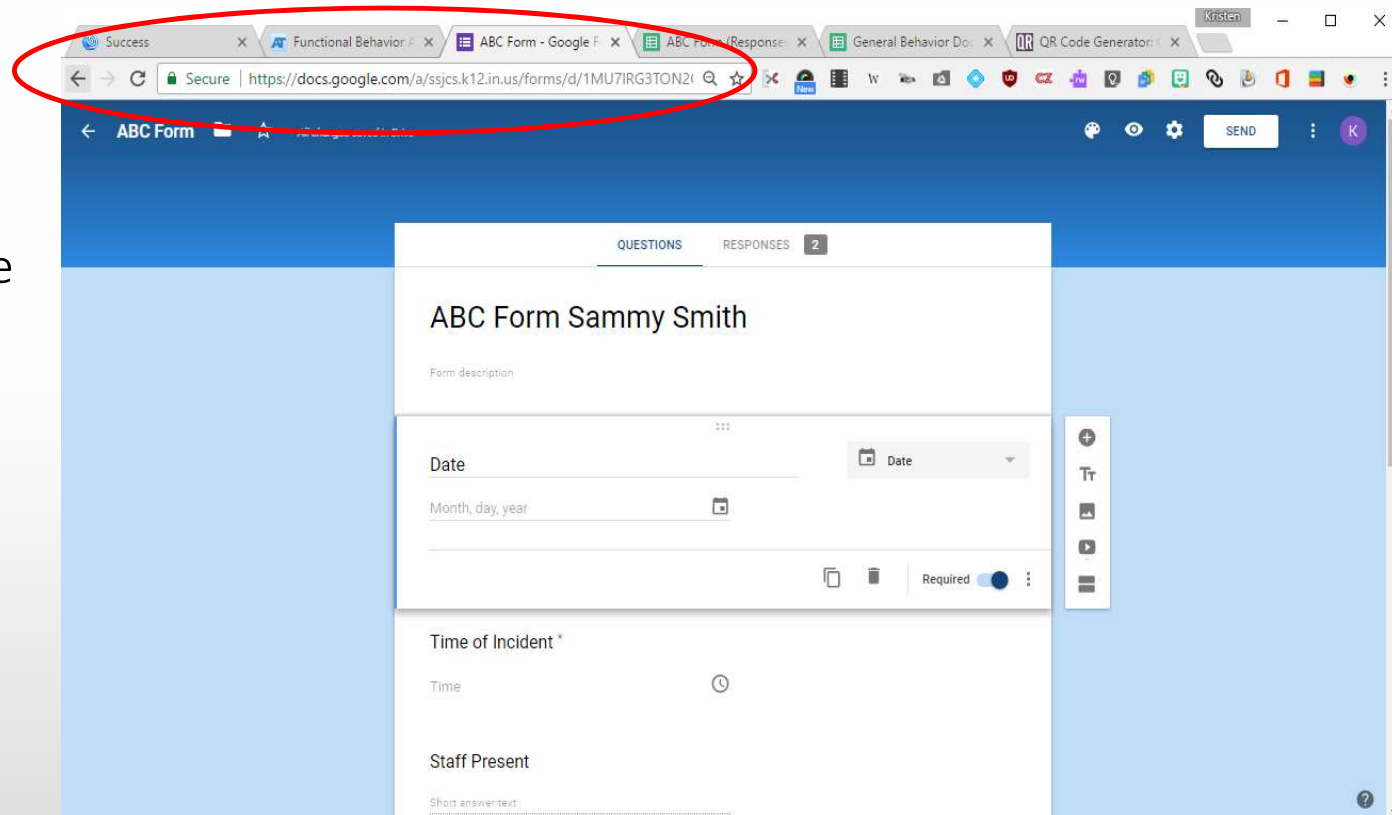 Kristen
Success
Functional Behavior A
ABC Form - Google F
ABC Form (Response
General Behavior Doc
QR Code Generator:
Secure | https://docs.google.com/a/ssjcs.k12.in.us/forms/d/1MU7IRG3TON2
New
ABC Form
SEND
K
QUESTIONS RESPONSES 2
e
ABC Form Sammy Smith
Form description
Date
Date
Month, day, year
Required
Time of Incident *
Time
Staff Present
Short answer text